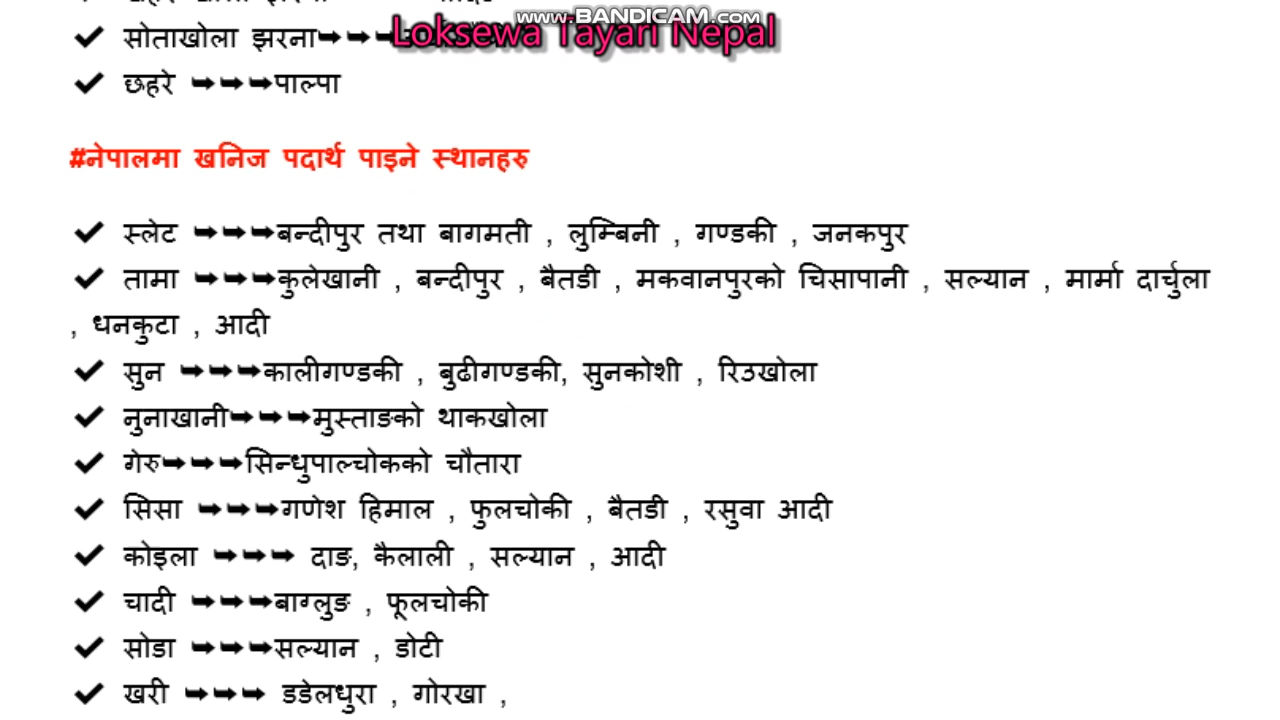 www.BANDICAM.com
Loksewa Tayari Nepal
✔ सोताखोला झरना➥➥➥
✔ छहरे ➥➥➥पाल्पा
#नेपालमा खनिज पदार्थ पाइने स्थानहरु
✔ स्लेट ➥➥➥बन्दीपुर तथा बागमती , लुम्बिनी , गण्डकी , जनकपुर
✔ तामा ➥➥➥कुलेखानी , बन्दीपुर , बैतडी , मकवानपुरको चिसापानी , सल्यान , मार्मा दार्चुला
, धनकुटा , आदी
✔ सुन ➥➥➥कालीगण्डकी , बुढीगण्डकी, सुनकोशी , रिउखोला
✔ नुनाखानी➥➥➥मुस्ताङको थाकखोला
✔ गेरु➥➥➥सिन्धुपाल्चोकको चौतारा
✔ सिसा ➥➥➥गणेश हिमाल , फुलचोकी , बैतडी , रसुवा आदी
✔ कोइला ➥➥➥ दाङ, कैलाली , सल्यान , आदी
✔ चादी ➥➥➥बाग्लुङ , फूलचोकी
✔ सोडा ➥➥➥सल्यान , डोटी
✔ खरी ➥➥➥ डडेलधुरा , गोरखा ,